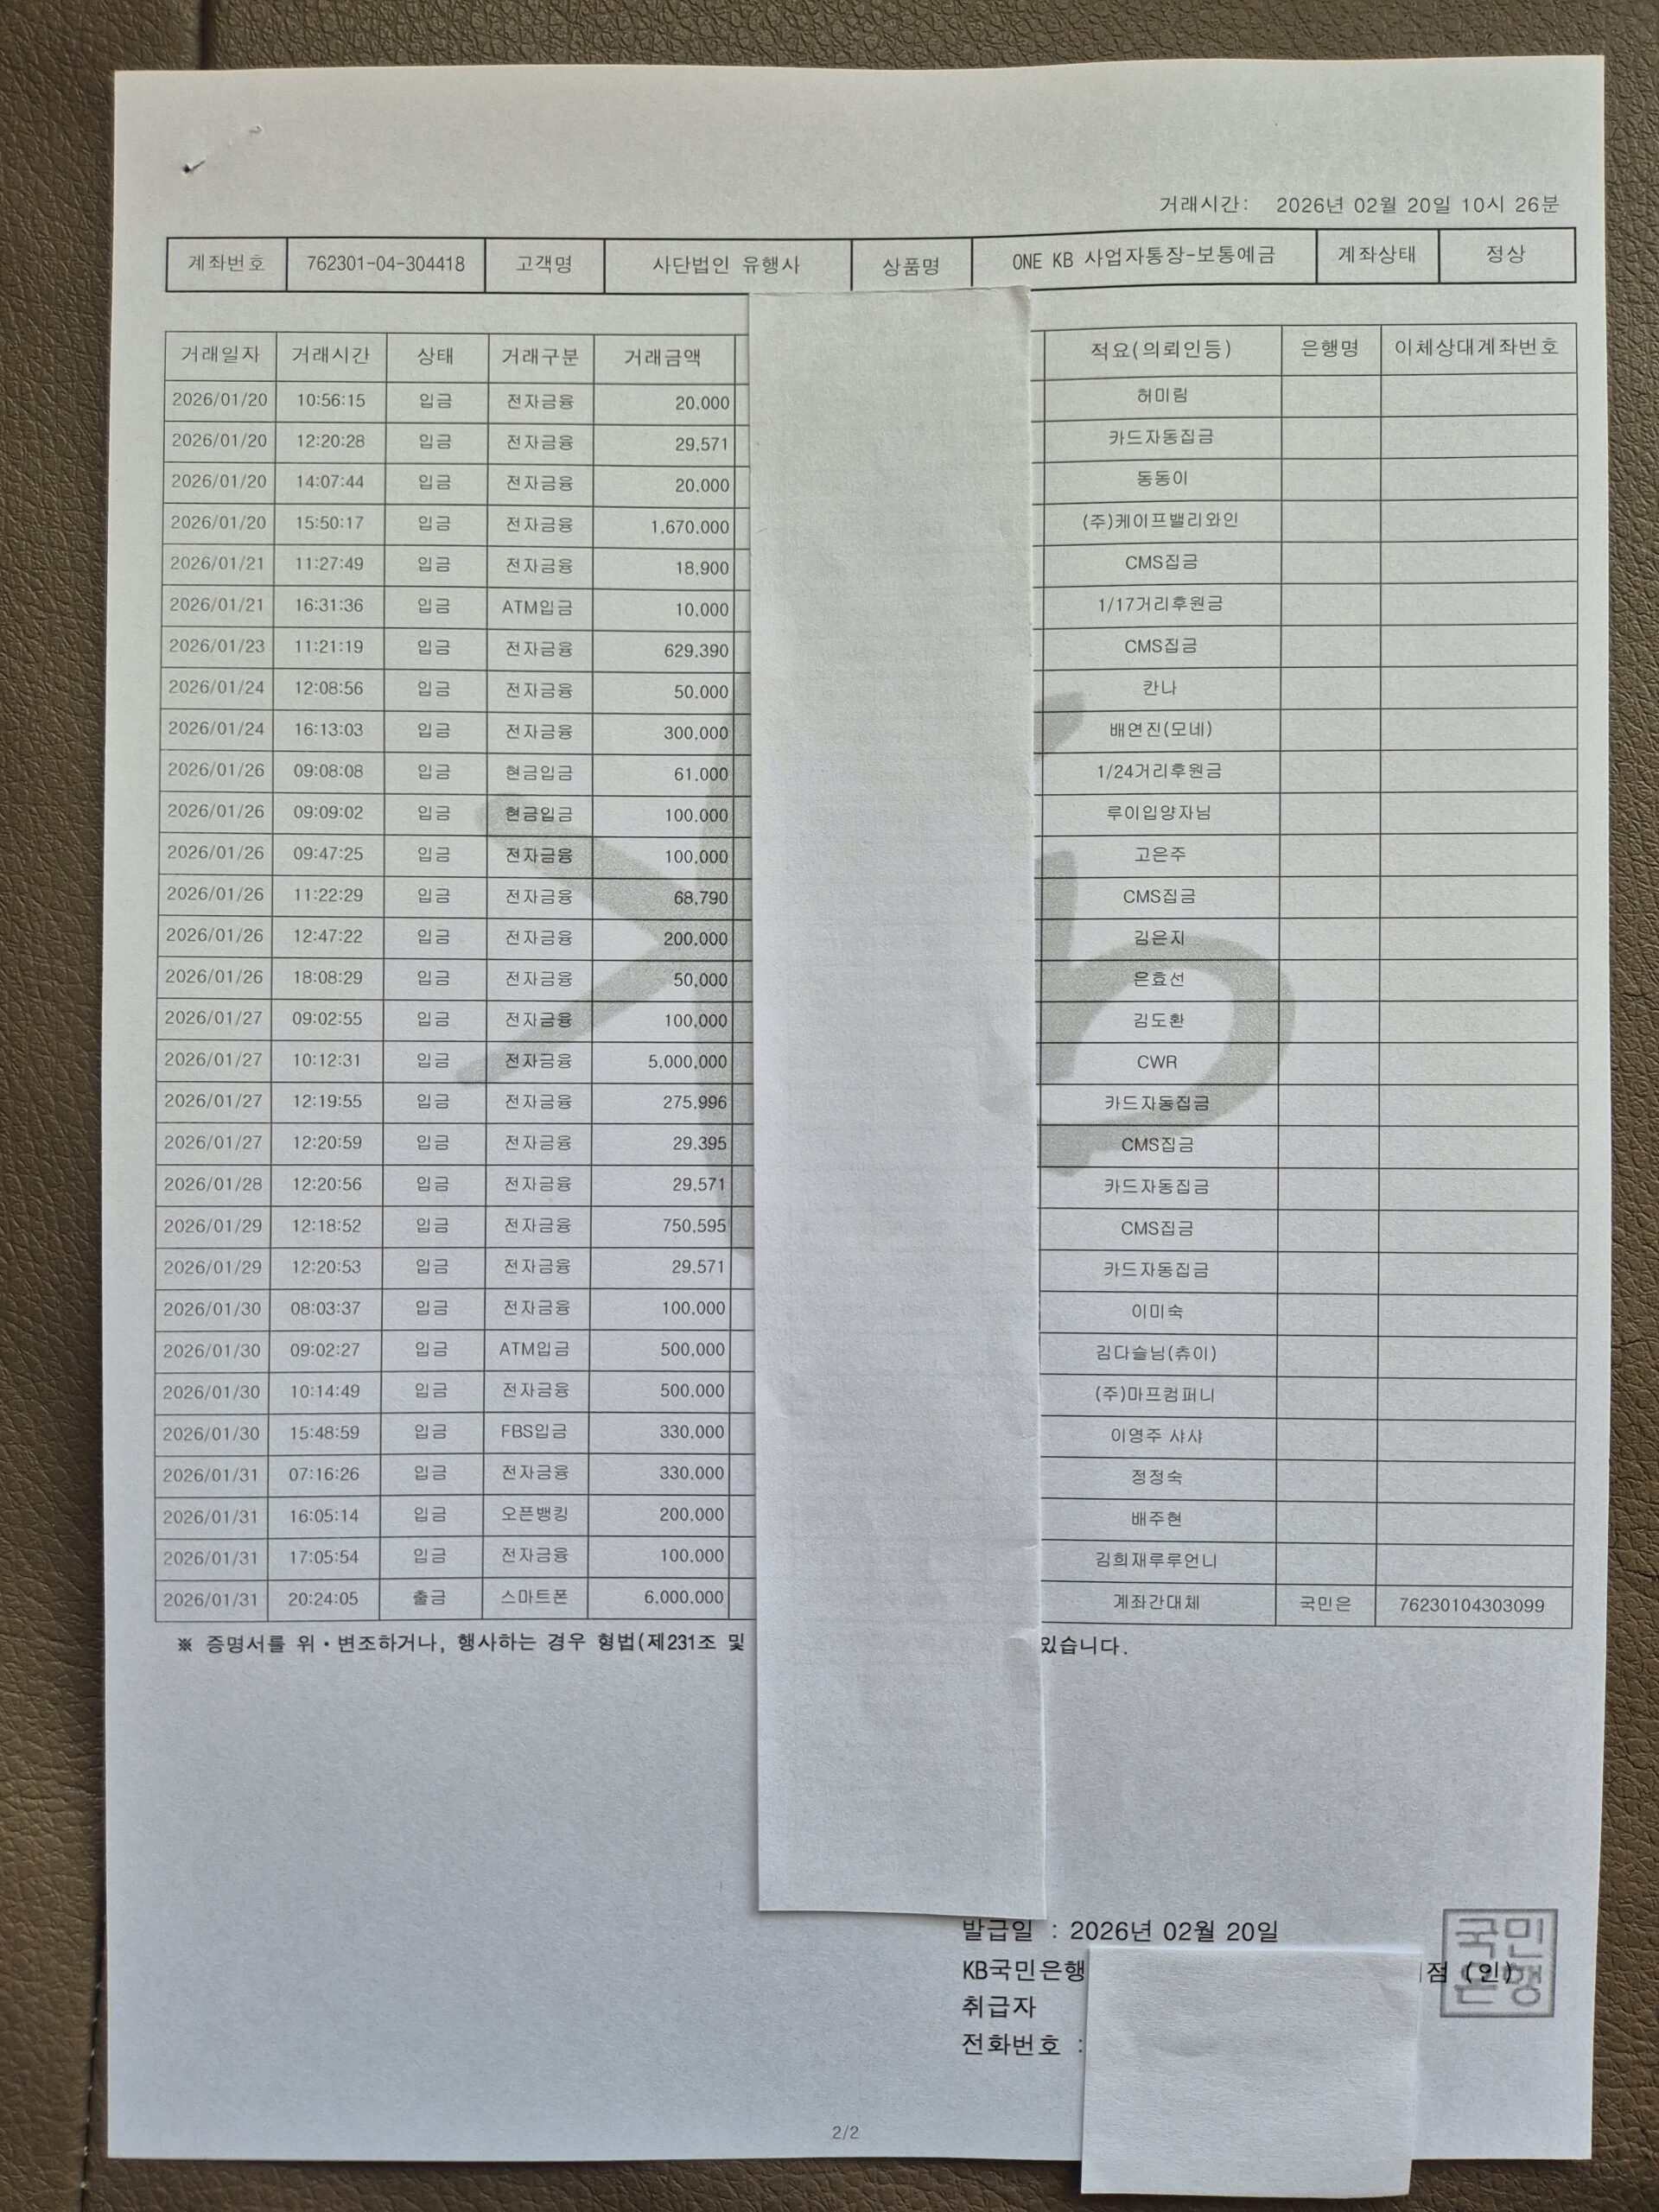 거래시간: 2026년 02월 20일 10시 26분
계좌번호 762301-04-304418 고객명 사단법인 유행사 상품명 ONE KB 사업자통장-보통예금 계좌상태 정상
거래일자 거래시간 상태 거래구분 거래금액 적요(의뢰인등) 은행명 이체상대계좌번호
2026/01/20 10:56:15 입금 전자금융 20,000 허미림
2026/01/20 12:20:28 입금 전자금융 29,571 카드자동집금
2026/01/20 14:07:44 입금 전자금융 20,000 동동이
2026/01/20 15:50:17 입금 전자금융 1,670,000 (주)케이프밸리와인
2026/01/21 11:27:49 입금 전자금융 18,900 CMS집금
2026/01/21 16:31:36 입금 ATM입금 10,000 1/17거리후원금
2026/01/23 11:21:19 입금 전자금융 629,390 CMS집금
2026/01/24 12:08:56 입금 전자금융 50,000 칸나
2026/01/24 16:13:03 입금 전자금융 300,000 배연진(모네)
2026/01/26 09:08:08 입금 현금입금 61,000 1/24거리후원금
2026/01/26 09:09:02 입금 현금입금 100,000 루이입양자님
2026/01/26 09:47:25 입금 전자금융 100,000 고은주
2026/01/26 11:22:29 입금 전자금융 68,790 CMS집금
2026/01/26 12:47:22 입금 전자금융 200,000 김은지
2026/01/26 18:08:29 입금 전자금융 50,000 은효선
2026/01/27 09:02:55 입금 전자금융 100,000 김도환
2026/01/27 10:12:31 입금 전자금융 5,000,000 CWR
2026/01/27 12:19:55 입금 전자금융 275,996 카드자동집금
2026/01/27 12:20:59 입금 전자금융 29,395 CMS집금
2026/01/28 12:20:56 입금 전자금융 29,571 카드자동집금
2026/01/29 12:18:52 입금 전자금융 750,595 CMS집금
2026/01/29 12:20:53 입금 전자금융 29,571 카드자동집금
2026/01/30 08:03:37 입금 전자금융 100,000 이미숙
2026/01/30 09:02:27 입금 ATM입금 500,000 김다슬님(츄이)
2026/01/30 10:14:49 입금 전자금융 500,000 (주)마프컴퍼니
2026/01/30 15:48:59 입금 FBS입금 330,000 이영주 샤샤
2026/01/31 07:16:26 입금 전자금융 330,000 정정숙
2026/01/31 16:05:14 입금 오픈뱅킹 200,000 배주현
2026/01/31 17:05:54 입금 전자금융 100,000 김희재루루언니
2026/01/31 20:24:05 출금 스마트폰 6,000,000 계좌간대체 국민은 76230104303099
※ 증명서를 위·변조하거나, 행사하는 경우 형법(제231조 및 있습니다.
발급일 : 2026년 02월 20일
KB국민은행 점 (인)
국민은행
취급자
전화번호 :
2/2